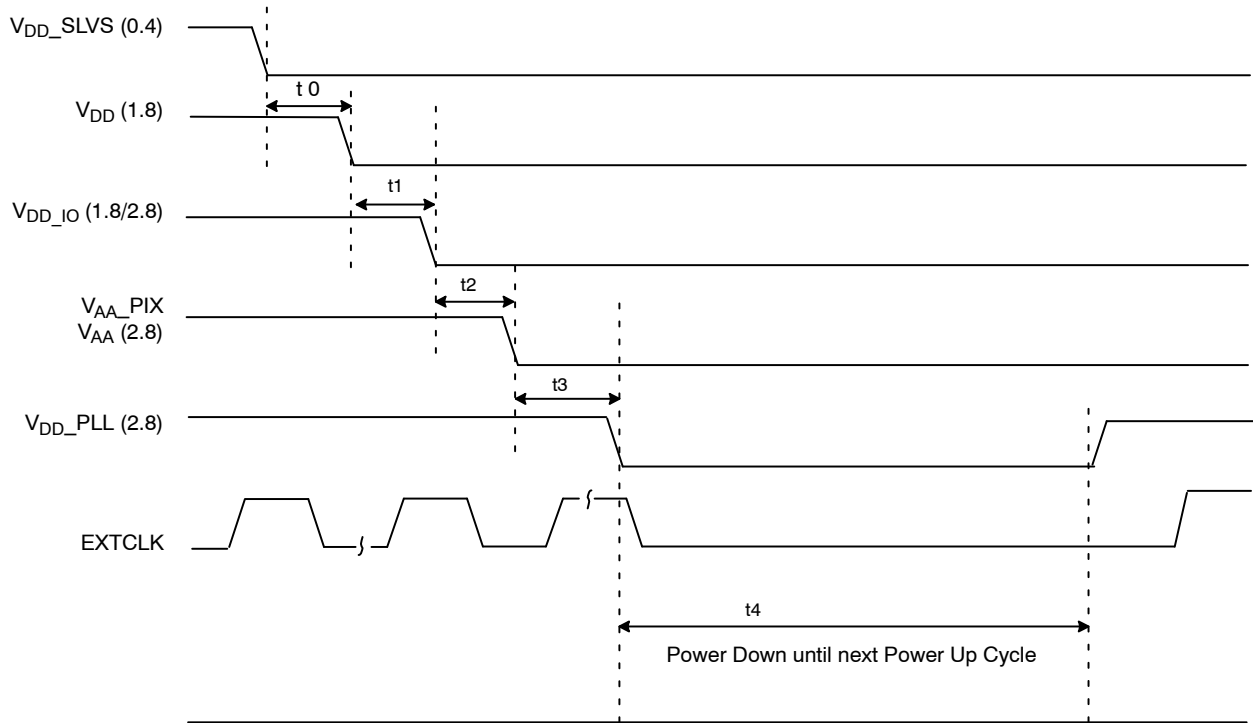 VDD_SLVS (0.4)
t 0
VDD (1.8)
t1
VDD_IO (1.8/2.8)
t2
VAA_PIX
VAA (2.8)
t3
VDD_PLL (2.8)
EXTCLK
t4
Power Down until next Power Up Cycle